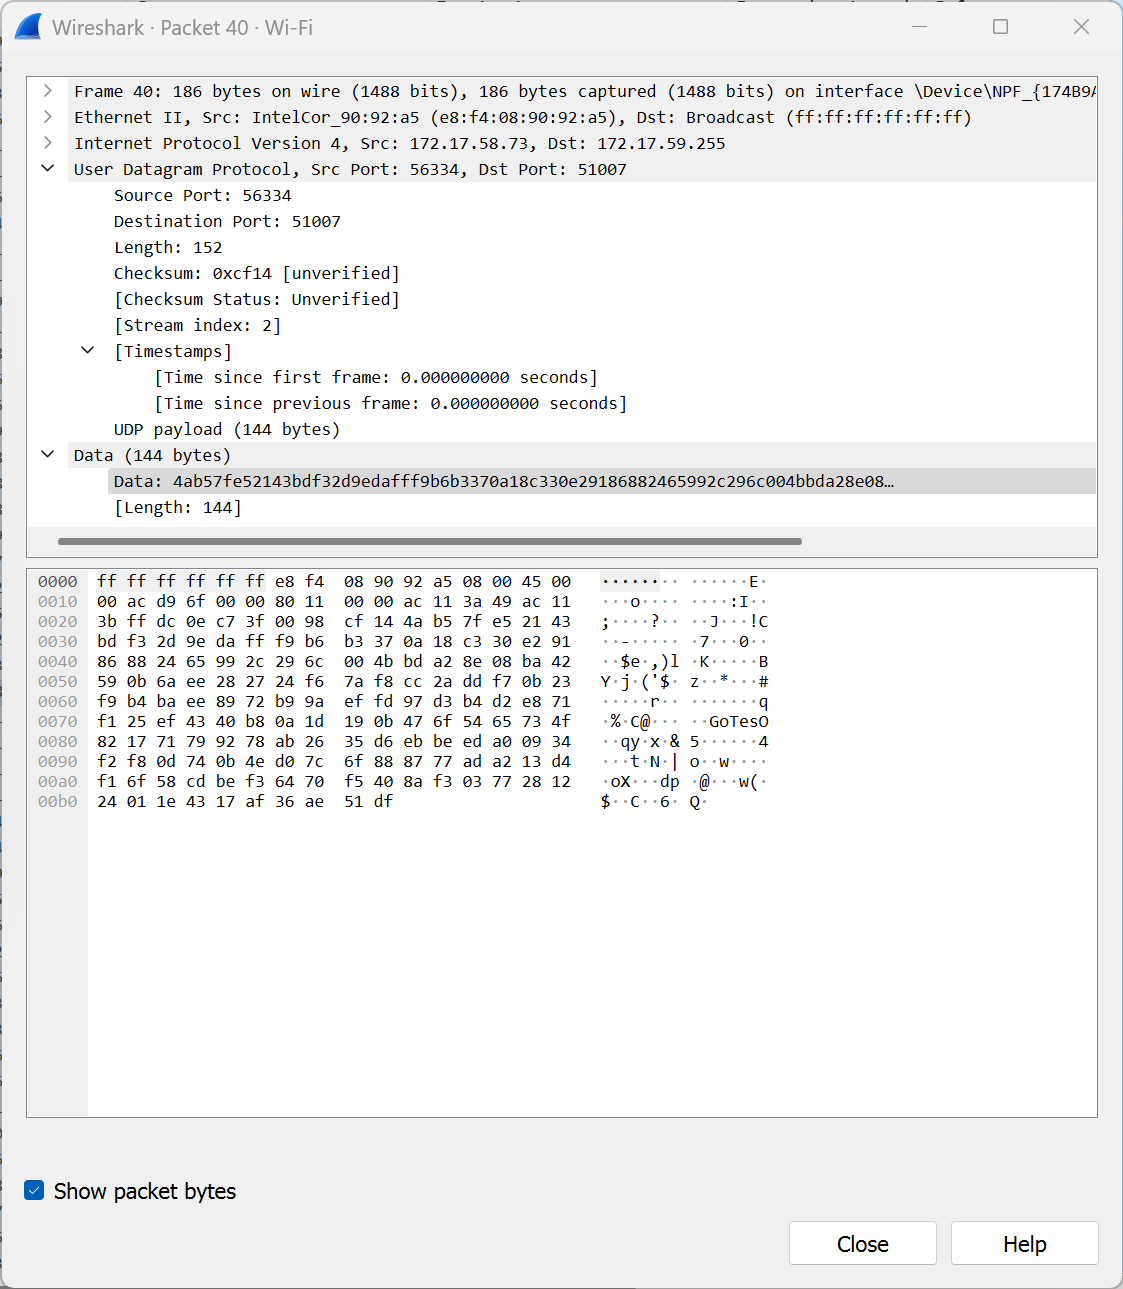 Wireshark · Packet 40 · Wi-Fi
Frame 40: 186 bytes on wire (1488 bits), 186 bytes captured (1488 bits) on interface \Device\NPF_{174B9A
Ethernet II, Src: IntelCor_90:92:a5 (e8:f4:08:90:92:a5), Dst: Broadcast (ff:ff:ff:ff:ff:ff)
Internet Protocol Version 4, Src: 172.17.58.73, Dst: 172.17.59.255
User Datagram Protocol, Src Port: 56334, Dst Port: 51007
Source Port: 56334
Destination Port: 51007
Length: 152
Checksum: 0xcf14 [unverified]
[Checksum Status: Unverified]
[Stream index: 2]
[Timestamps]
[Time since first frame: 0.000000000 seconds]
[Time since previous frame: 0.000000000 seconds]
UDP payload (144 bytes)
Data (144 bytes)
Data: 4ab57fe52143bdf32d9edafff9b6b3370a18c330e29186882465992c296c004bbda28e08…
[Length: 144]
0000 ff ff ff ff ff ff e8 f4 08 90 92 a5 08 00 45 00 ········ ······E·
0010 00 ac d9 6f 00 00 80 11 00 00 ac 11 3a 49 ac 11 ···o···· ····:I··
0020 3b ff dc 0e c7 3f 00 98 cf 14 4a b5 7f e5 21 43 ;····?·· ··J···!C
0030 bd f3 2d 9e da ff f9 b6 b3 37 0a 18 c3 30 e2 91 ··-····· ·7···0··
0040 86 88 24 65 99 2c 29 6c 00 4b bd a2 8e 08 ba 42 ··$e·,)l ·K·····B
0050 59 0b 6a ee 28 27 24 f6 7a f8 cc 2a dd f7 0b 23 Y·j·('$· z··*···#
0060 f9 b4 ba ee 89 72 b9 9a ef fd 97 d3 b4 d2 e8 71 ·····r·· ·······q
0070 f1 25 ef 43 40 b8 0a 1d 19 0b 47 6f 54 65 73 4f ·%·C@··· ··GoTesO
0080 82 17 71 79 92 78 ab 26 35 d6 eb be ed a0 09 34 ··qy·x·& 5······4
0090 f2 f8 0d 74 0b 4e d0 7c 6f 88 87 77 ad a2 13 d4 ···t·N·| o··w····
00a0 f1 6f 58 cd be f3 64 70 f5 40 8a f3 03 77 28 12 ·oX···dp ·@···w(·
00b0 24 01 1e 43 17 af 36 ae 51 df $··C··6· Q·
Show packet bytes
Close
Help